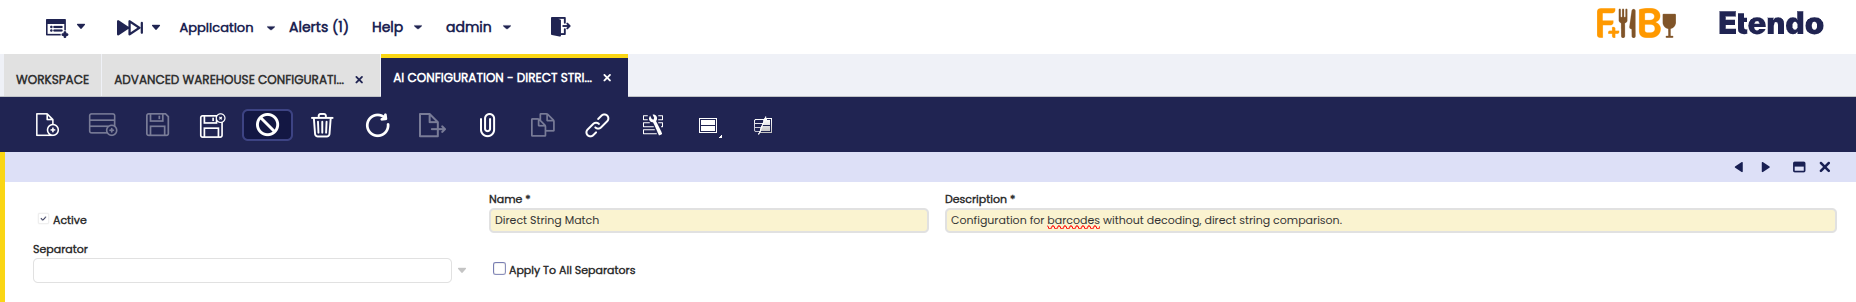 Application Alerts (1) Help admin
F+B Etendo
WORKSPACE ADVANCED WAREHOUSE CONFIGURATI... AI CONFIGURATION - DIRECT STRI...
Name * Description *
Active Direct String Match Configuration for barcodes without decoding, direct string comparison.
Separator
Apply To All Separators